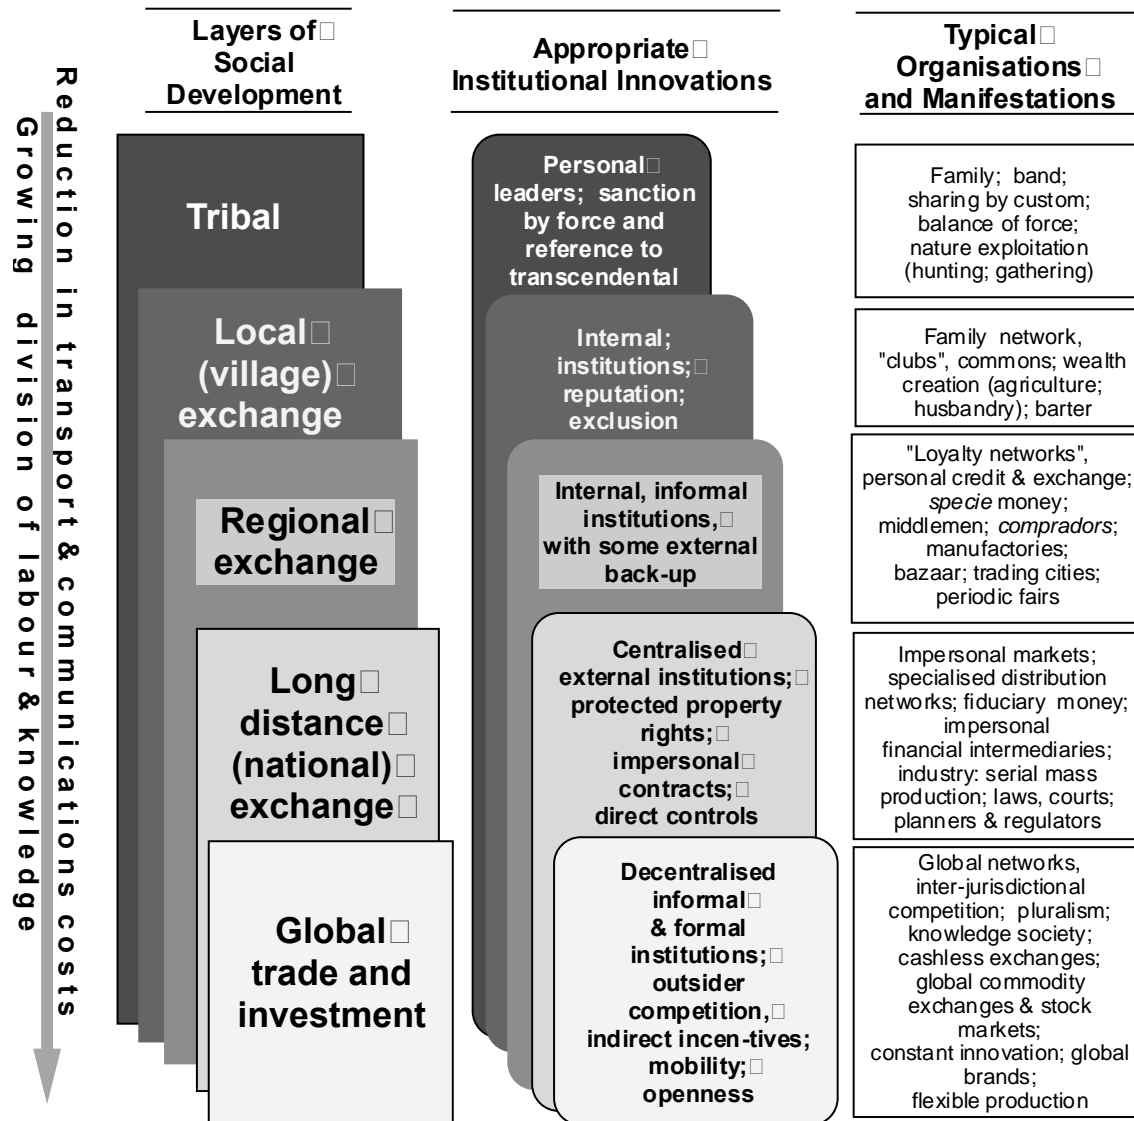 Layers of
Social
Development
Appropriate
Institutional Innovations
Typical
Organisations
and Manifestations
Reduction in transport & communications costs
Growing division of labour & knowledge
Tribal
Personal
leaders; sanction
by force and
reference to
transcendental
Family; band;
sharing by custom;
balance of force;
nature exploitation
(hunting; gathering)
Local
(village)
exchange
Internal;
institutions;
reputation;
exclusion
Family network,
"clubs", commons; wealth
creation (agriculture;
husbandry); barter
Regional
exchange
Internal, informal
institutions,
with some external
back-up
"Loyalty networks",
personal credit & exchange;
specie money;
middlemen; compradors;
manufactories;
bazaar; trading cities;
periodic fairs
Long
distance
(national)
exchange
Centralised
external institutions;
protected property
rights;
impersonal
contracts;
direct controls
Impersonal markets;
specialised distribution
networks; fiduciary money;
impersonal
financial intermediaries;
industry: serial mass
production; laws, courts;
planners & regulators
Global
trade and
investment
Decentralised
informal
& formal
institutions;
outsider
competition,
indirect incen-tives;
mobility;
openness
Global networks,
inter-jurisdictional
competition; pluralism;
knowledge society;
cashless exchanges;
global commodity
exchanges & stock
markets;
constant innovation; global
brands;
flexible production